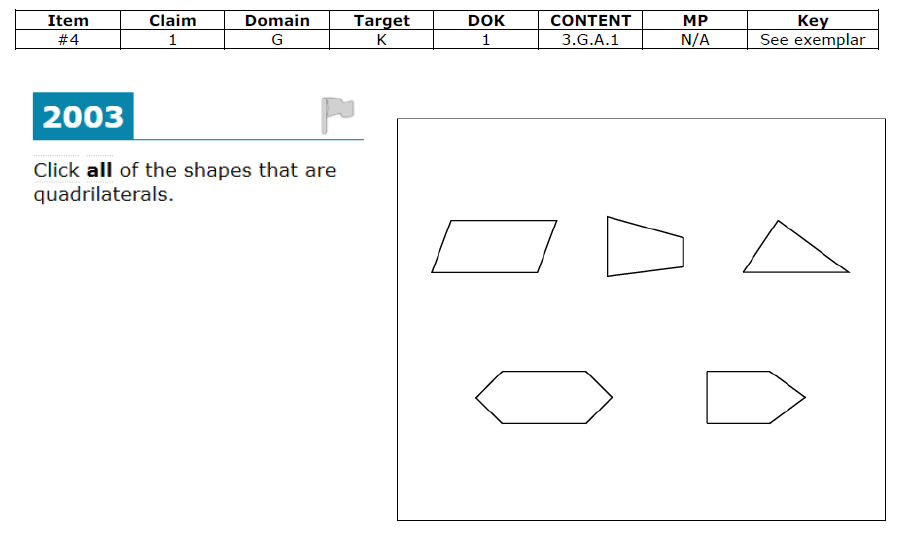 Item Claim Domain Target DOK CONTENT MP Key
#4 1 G K 1 3.G.A.1 N/A See exemplar
2003
Click all of the shapes that are
quadrilaterals.